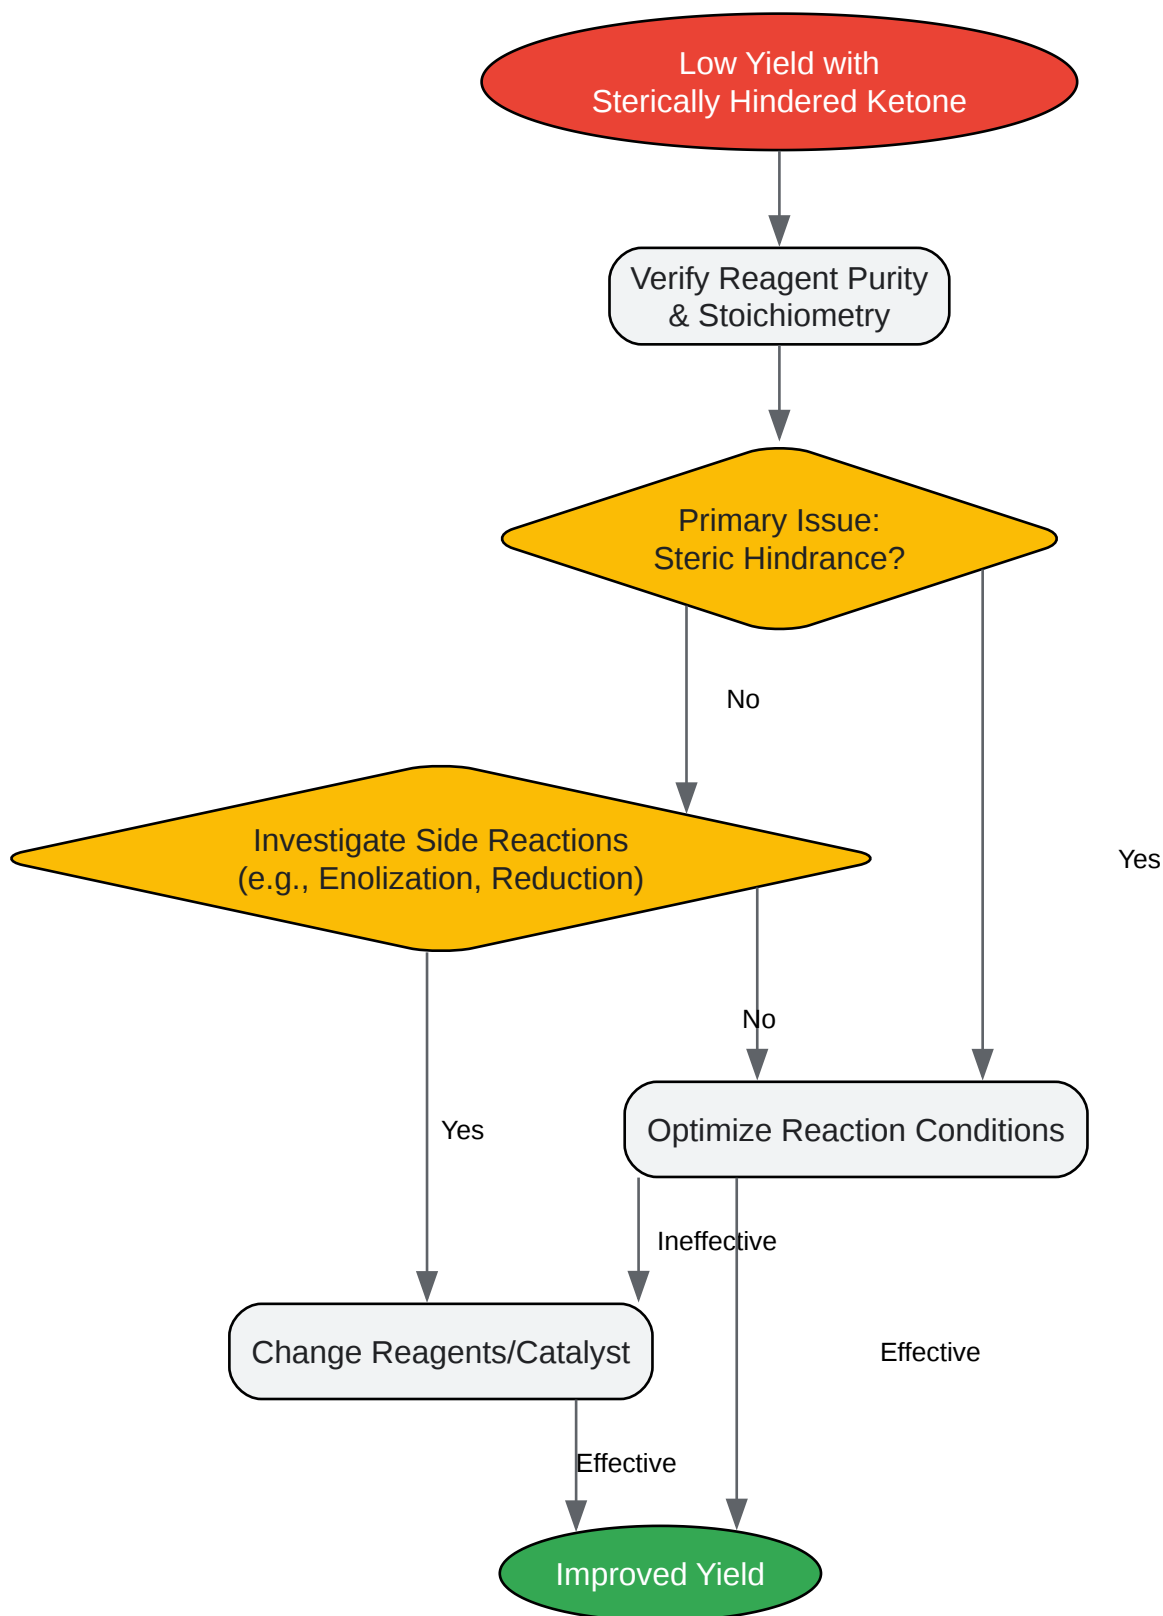 Low Yield with
Sterically Hindered Ketone
Verify Reagent Purity
& Stoichiometry
Primary Issue:
Steric Hindrance?
No
Investigate Side Reactions
(e.g., Enolization, Reduction)
Yes
No
Optimize Reaction Conditions
Yes
Ineffective
Change Reagents/Catalyst
Effective
Effective
Improved Yield